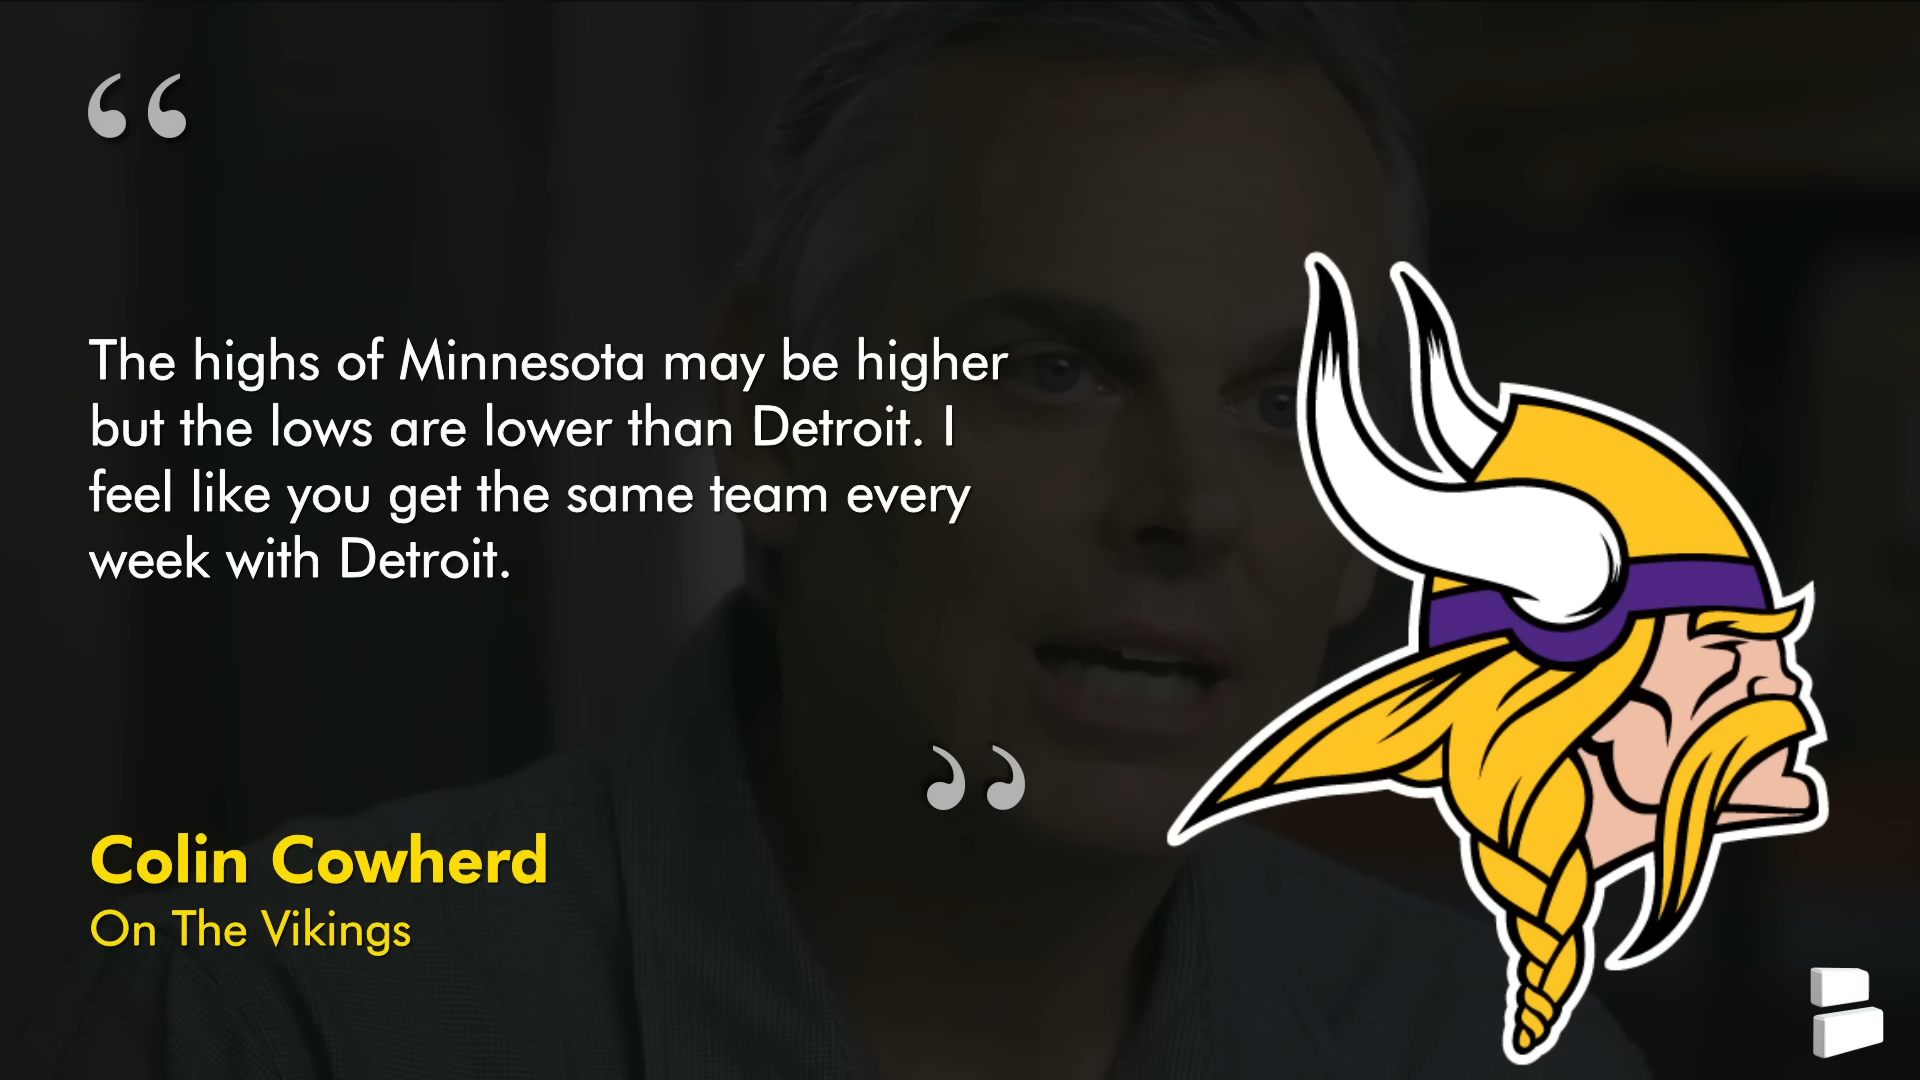 “
The highs of Minnesota may be higher
but the lows are lower than Detroit. I
feel like you get the same team every
week with Detroit.
”
Colin Cowherd
On The Vikings